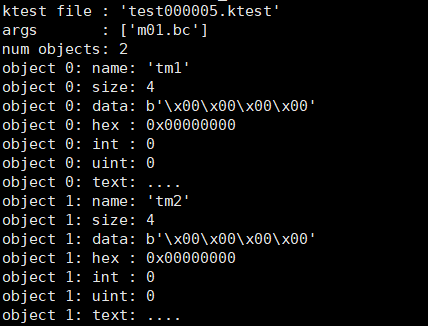 ktest file : 'test000005.ktest'
args       : ['m01.bc']
num objects: 2
object 0: name: 'tm1'
object 0: size: 4
object 0: data: b'\x00\x00\x00\x00'
object 0: hex : 0x00000000
object 0: int : 0
object 0: uint: 0
object 0: text: ....
object 1: name: 'tm2'
object 1: size: 4
object 1: data: b'\x00\x00\x00\x00'
object 1: hex : 0x00000000
object 1: int : 0
object 1: uint: 0
object 1: text: ....